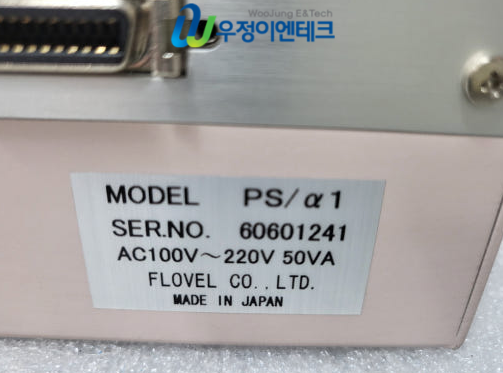 WooJung E&Tech
우정이엔테크
MODEL PS/α1
SER.NO. 60601241
AC100V~220V 50VA
FLOVEL CO.,LTD.
MADE IN JAPAN